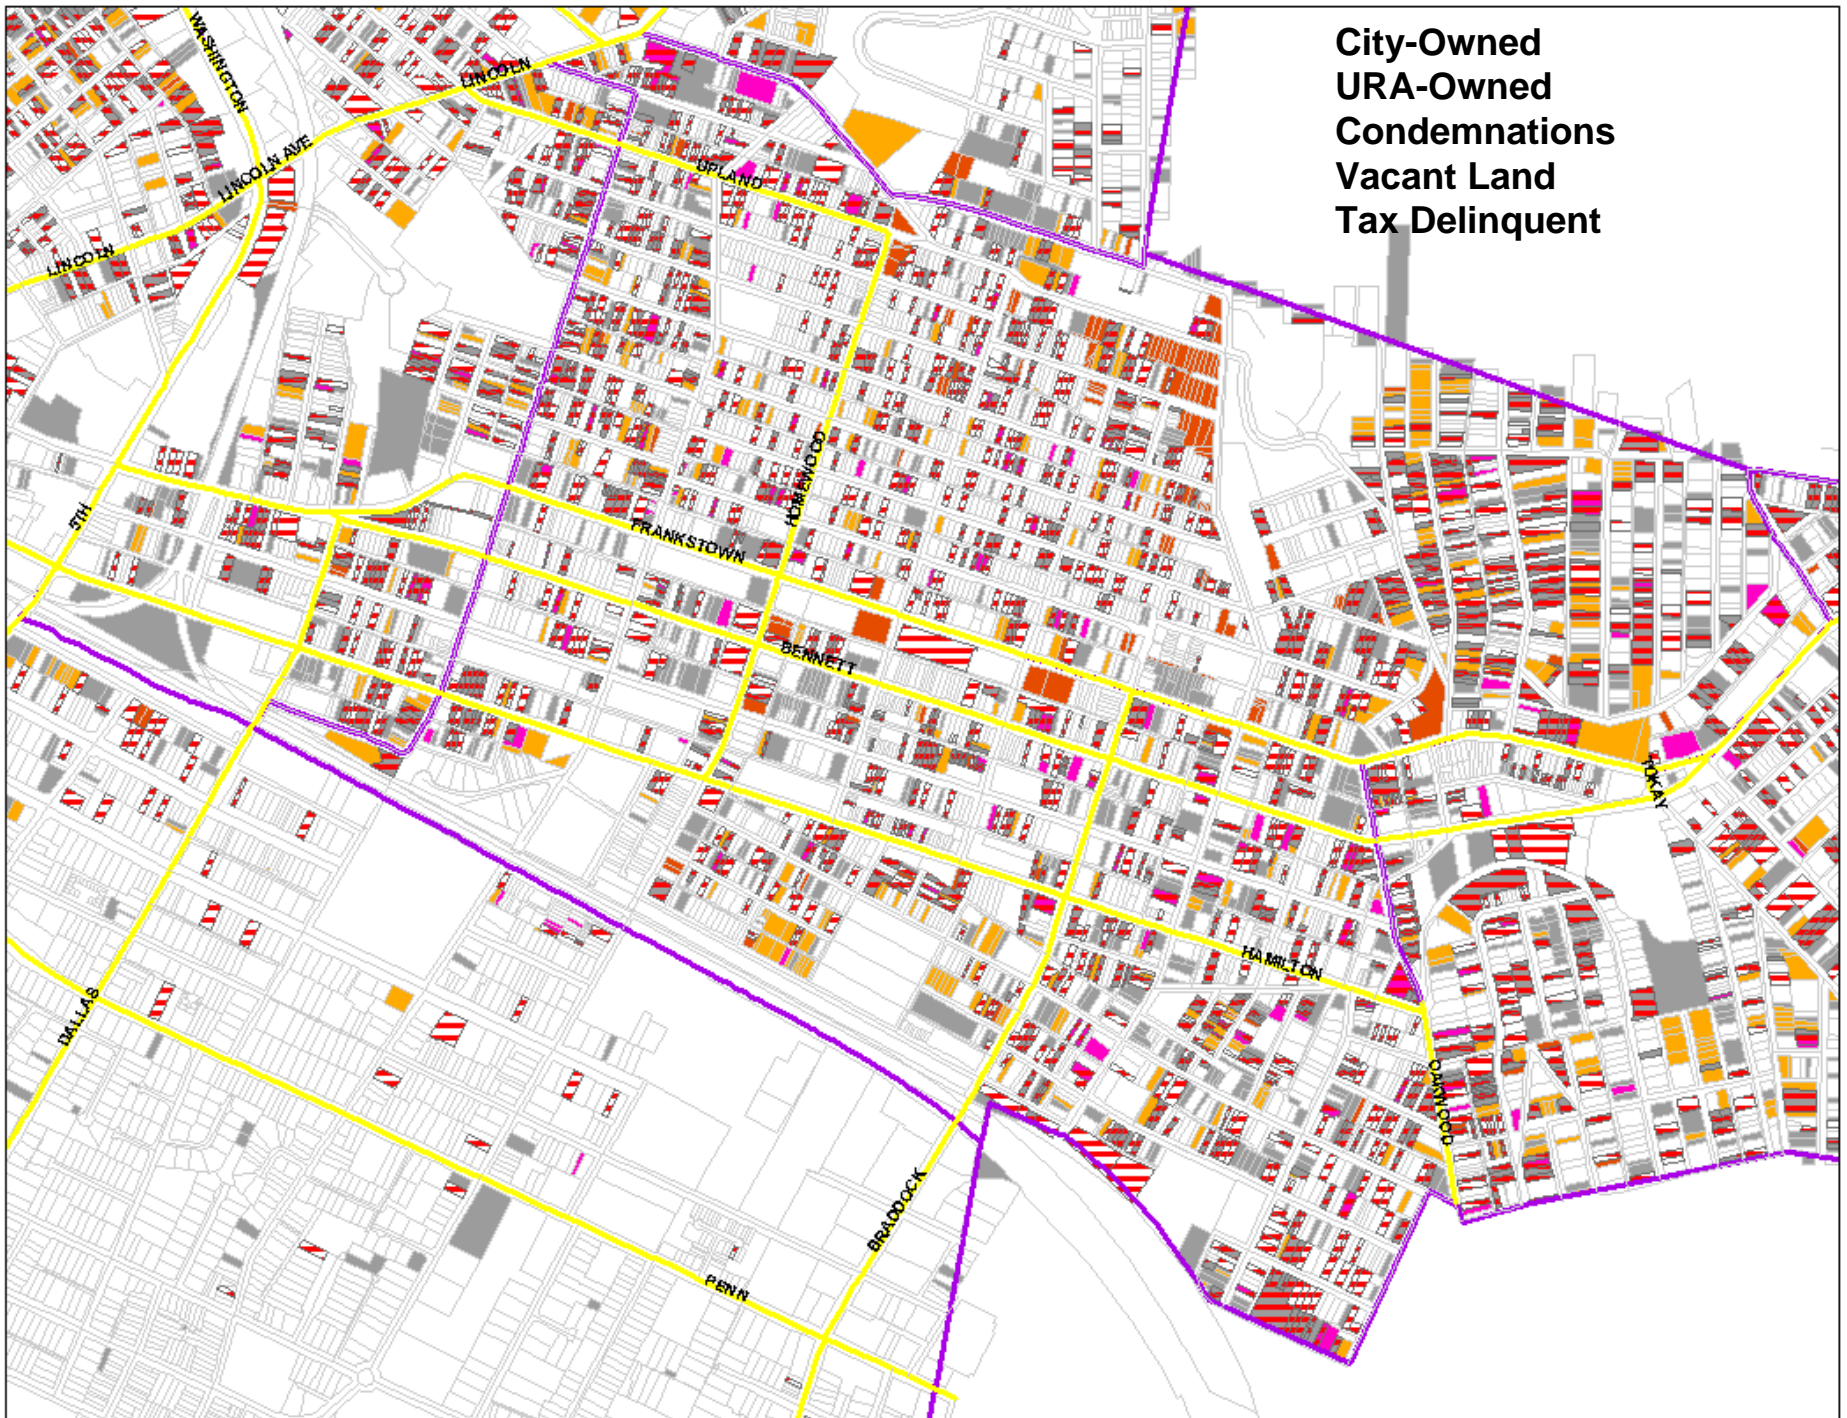 City-Owned
URA-Owned
Condemnations
Vacant Land
Tax Delinquent
WASHINGTON
LINCOLN
LINCOLN AVE
UPLAND
LINCOLN
HOMEWOOD
5TH
FRANKSTOWN
BENNETT
TOKAY
HAMILTON
DALLAS
OAKWOOD
BRADDOCK
PENN